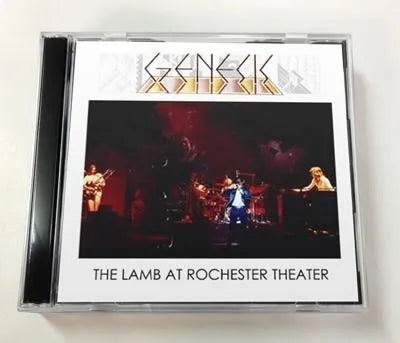 GENESIS
THE LAMB AT ROCHESTER THEATER